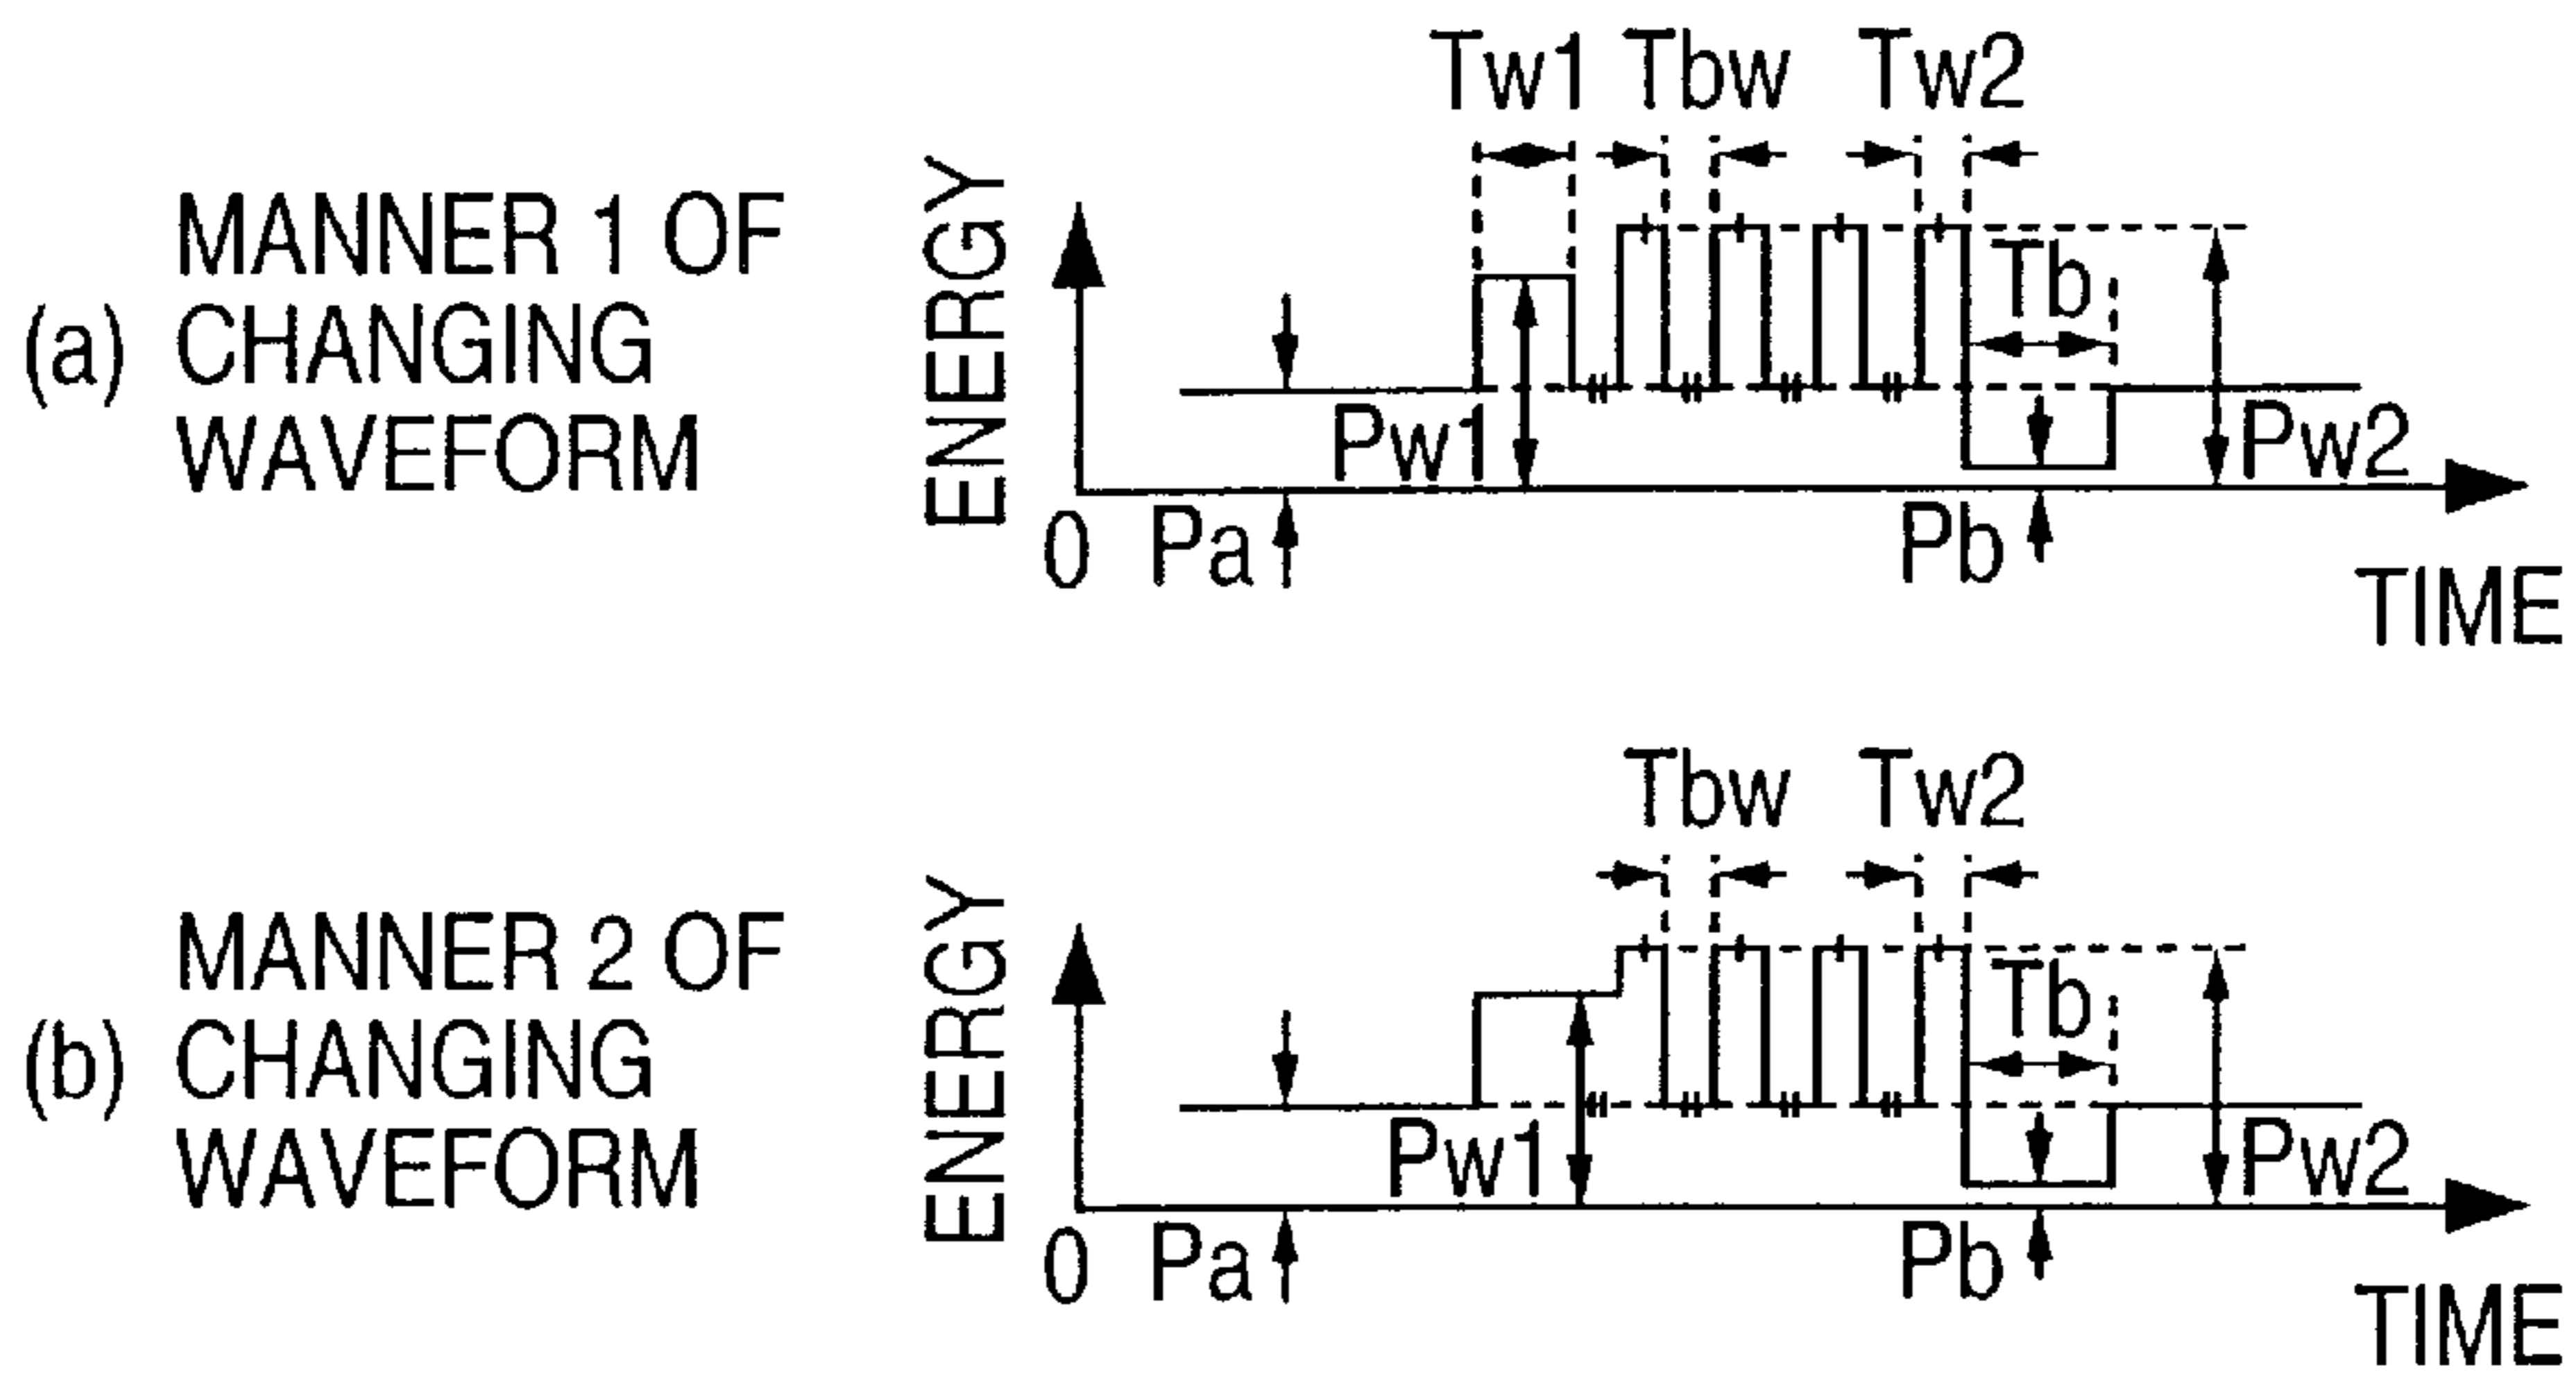 Tw1 Tbw Tw2
(a) MANNER 1 OF
CHANGING
WAVEFORM
ENERGY
Tb
Pw1
Pw2
0
Pa
Pb
TIME
Tbw Tw2
(b) MANNER 2 OF
CHANGING
WAVEFORM
ENERGY
Tb
Pw1
Pw2
0
Pa
Pb
TIME